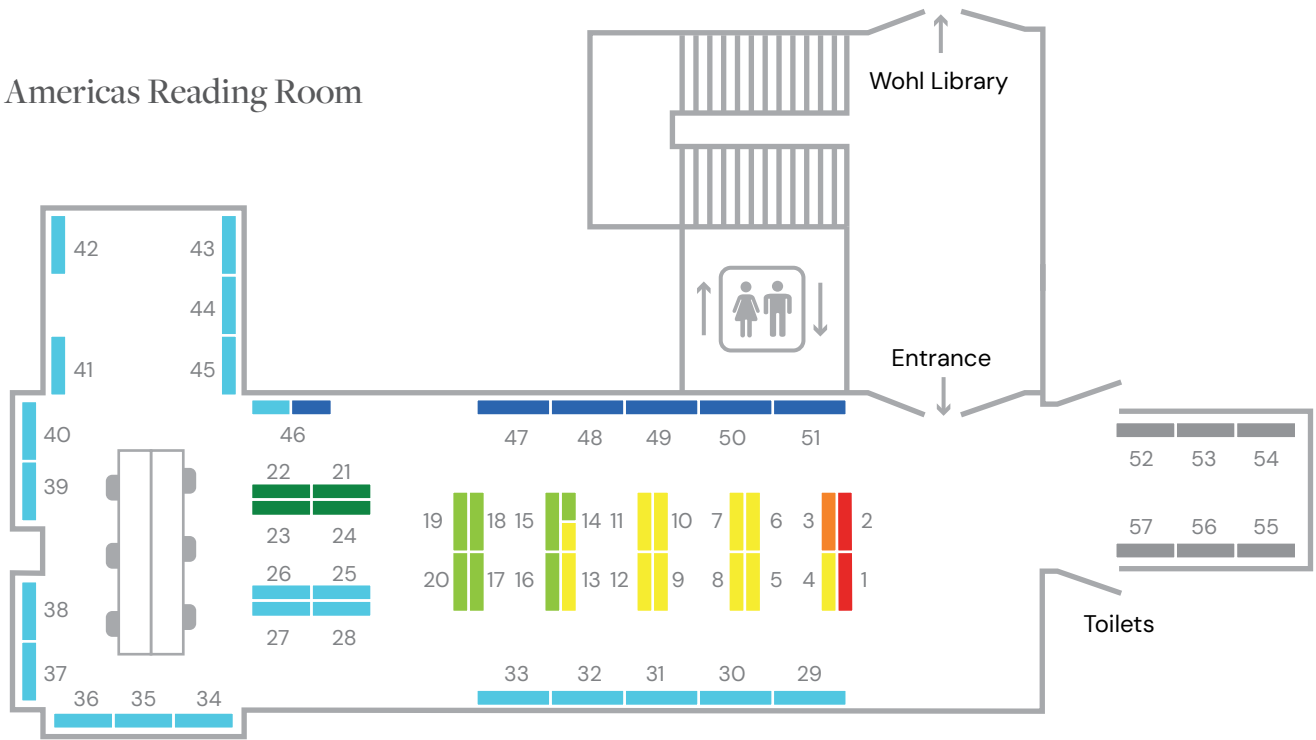 Wohl Library
Americas Reading Room
42 43
44
Entrance
41 45
40 46 47 48 49 50 51
22 21 52 53 54
39
19 18 15 14 11 10 7 6 3 2
23 24 57 56 55
26 25
20 17 16 13 12 9 8 5 4 1
38
27 28 Toilets
37 33 32 31 30 29
36 35 34